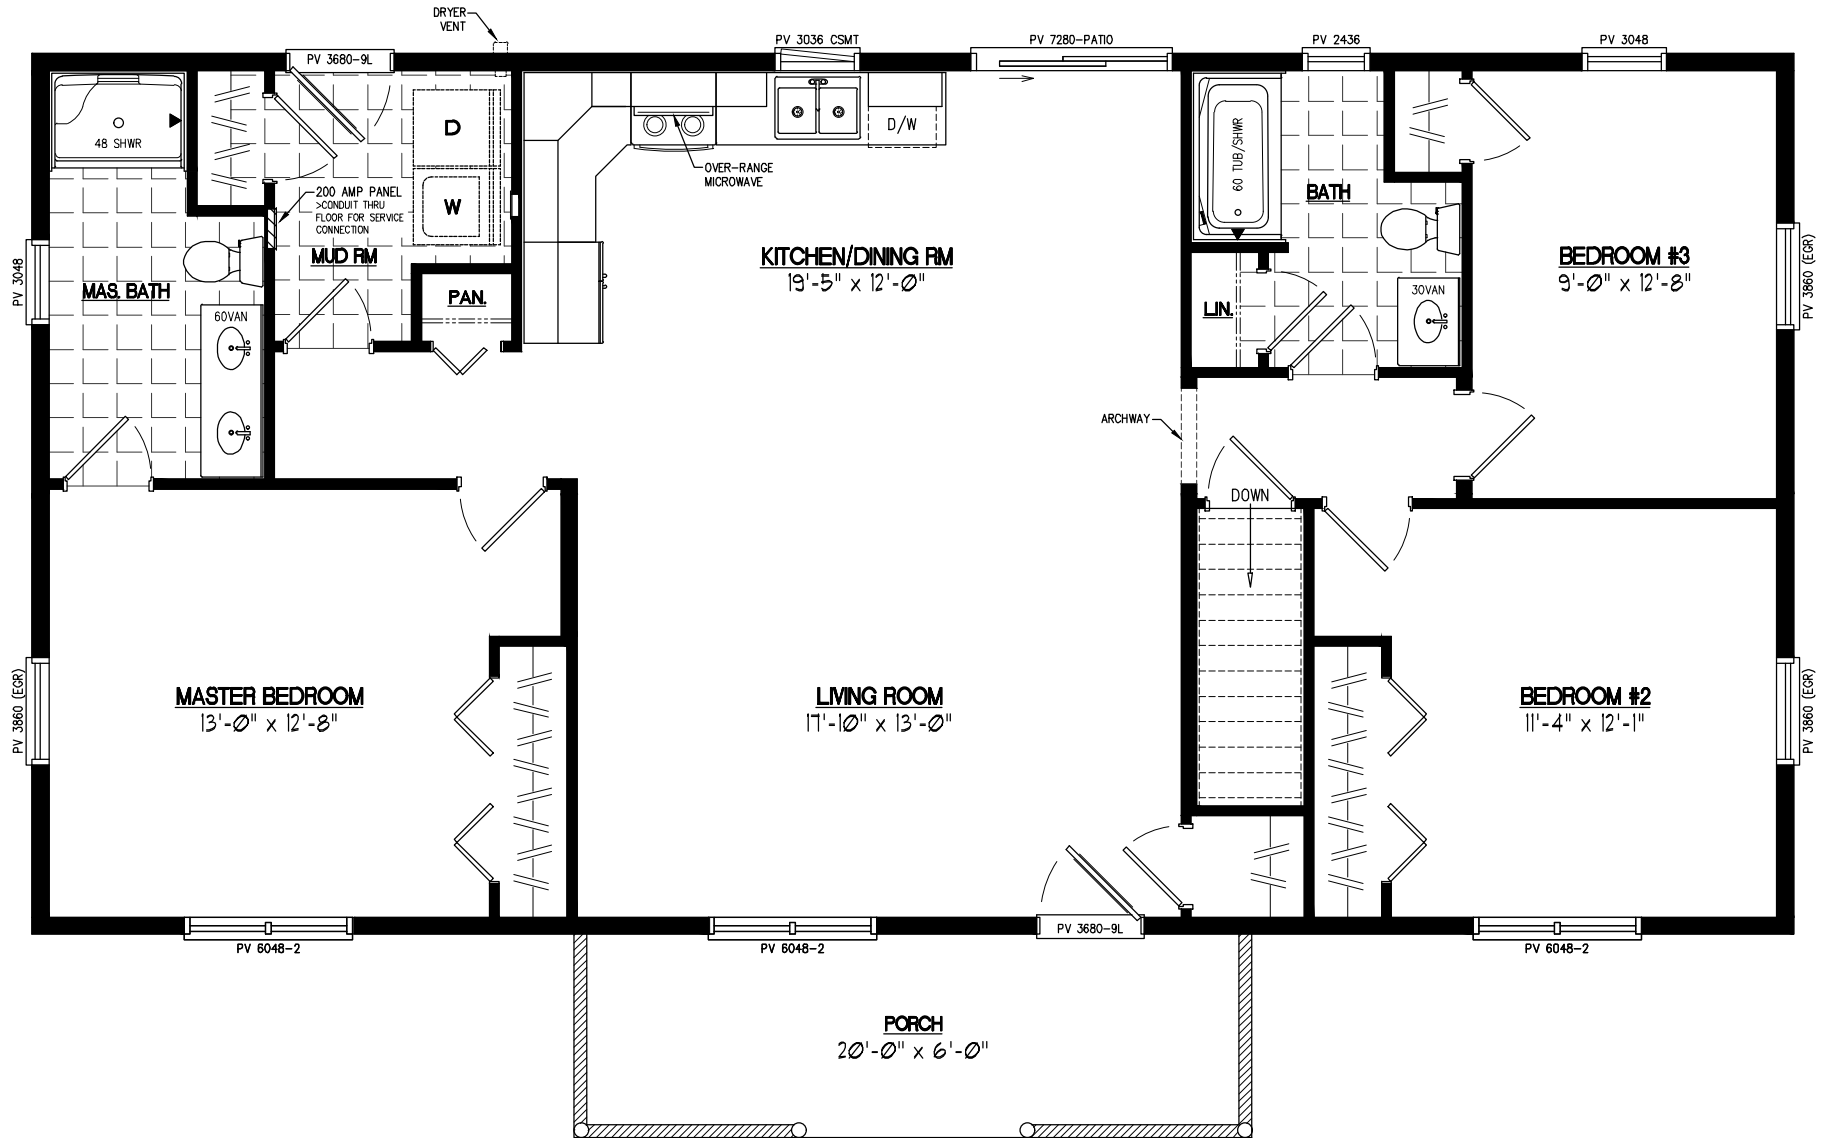 DRYER
VENT
PV 3680-9L
PV 3036 CSMT
PV 7280-PATIO
PV 2436
PV 3048
48 SHWR
D
W
D/W
OVER-RANGE
MICROWAVE
60 TUB/SHWR
BATH
200 AMP PANEL
>CONDUIT THRU
FLOOR FOR SERVICE
CONNECTION
MUD RM
PV 3048
MAS. BATH
60VAN
PAN.
KITCHEN/DINING RM
19'-5" x 12'-0"
LIN.
30VAN
BEDROOM #3
9'-0" x 12'-8"
PV 3860 (EGR)
ARCHWAY
DOWN
PV 3860 (EGR)
MASTER BEDROOM
13'-0" x 12'-8"
LIVING ROOM
17'-10" x 13'-0"
BEDROOM #2
11'-4" x 12'-1"
PV 3860 (EGR)
PV 6048-2
PV 6048-2
PV 3680-9L
PV 6048-2
PORCH
20'-0" x 6'-0"